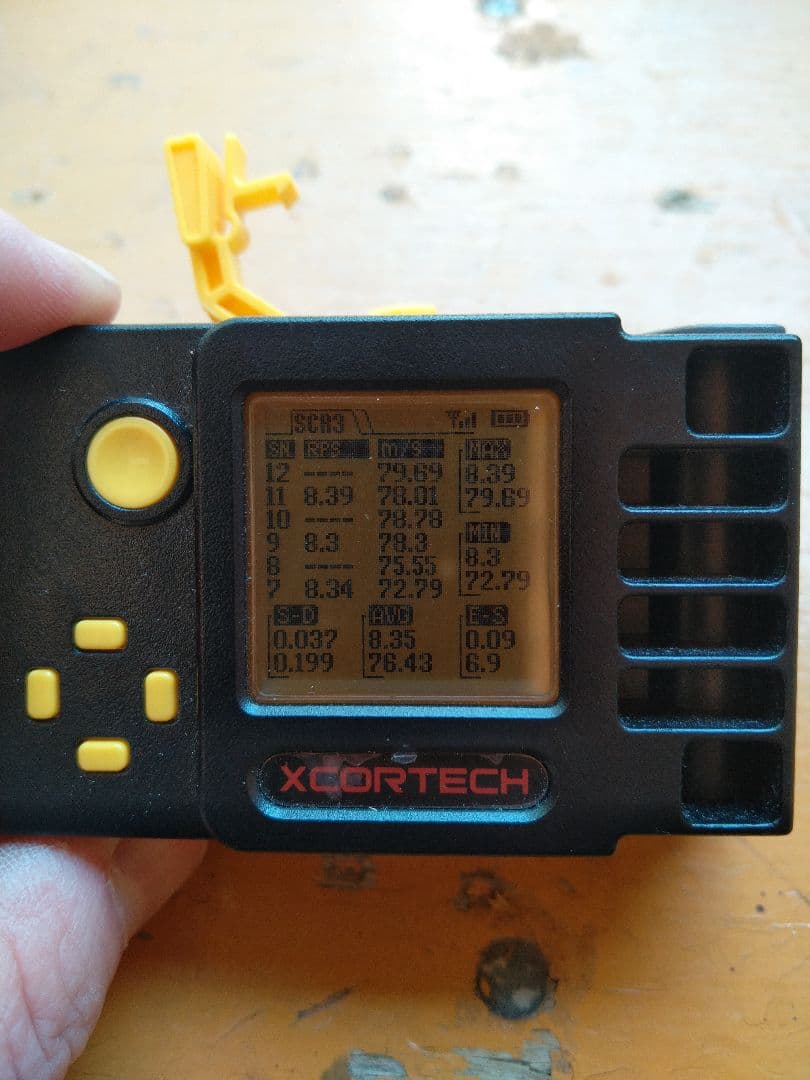 SCR3
SN RPS m/S MAX
12 ---- 79.69 8.39
11 8.39 78.01 79.69
10 ---- 78.78
9 8.3 78.3 MIN
8 ---- 75.55 8.3
7 8.34 72.79 72.79
S-D AVG E-S
0.037 8.35 0.09
0.199 76.43 6.9
XCORTECH